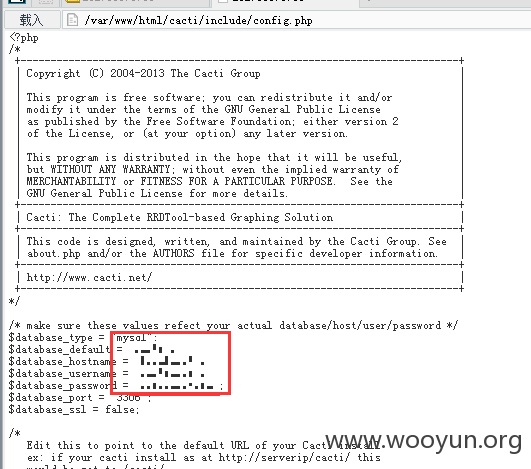 载入 /var/www/html/cacti/include/config.php
<?php
/*
Copyright (C) 2004-2013 The Cacti Group
This program is free software; you can redistribute it and/or
modify it under the terms of the GNU General Public License
as published by the Free Software Foundation; either version 2
of the License, or (at your option) any later version.
This program is distributed in the hope that it will be useful,
but WITHOUT ANY WARRANTY; without even the implied warranty of
MERCHANTABILITY or FITNESS FOR A PARTICULAR PURPOSE. See the
GNU General Public License for more details.
Cacti: The Complete RRDTool-based Graphing Solution
This code is designed, written, and maintained by the Cacti Group. See
about.php and/or the AUTHORS file for specific developer information.
http://www.cacti.net/
*/
/* make sure these values refect your actual database/host/user/password */
$database_type = "mysql";
$database_default =
$database_hostname =
$database_username =
$database_password = ;
$database_port = "3306";
$database_ssl = false;
/*
Edit this to point to the default URL of your Cacti install
ex: if your cacti install as at http://serverip/cacti/ this
www.wooyun.org